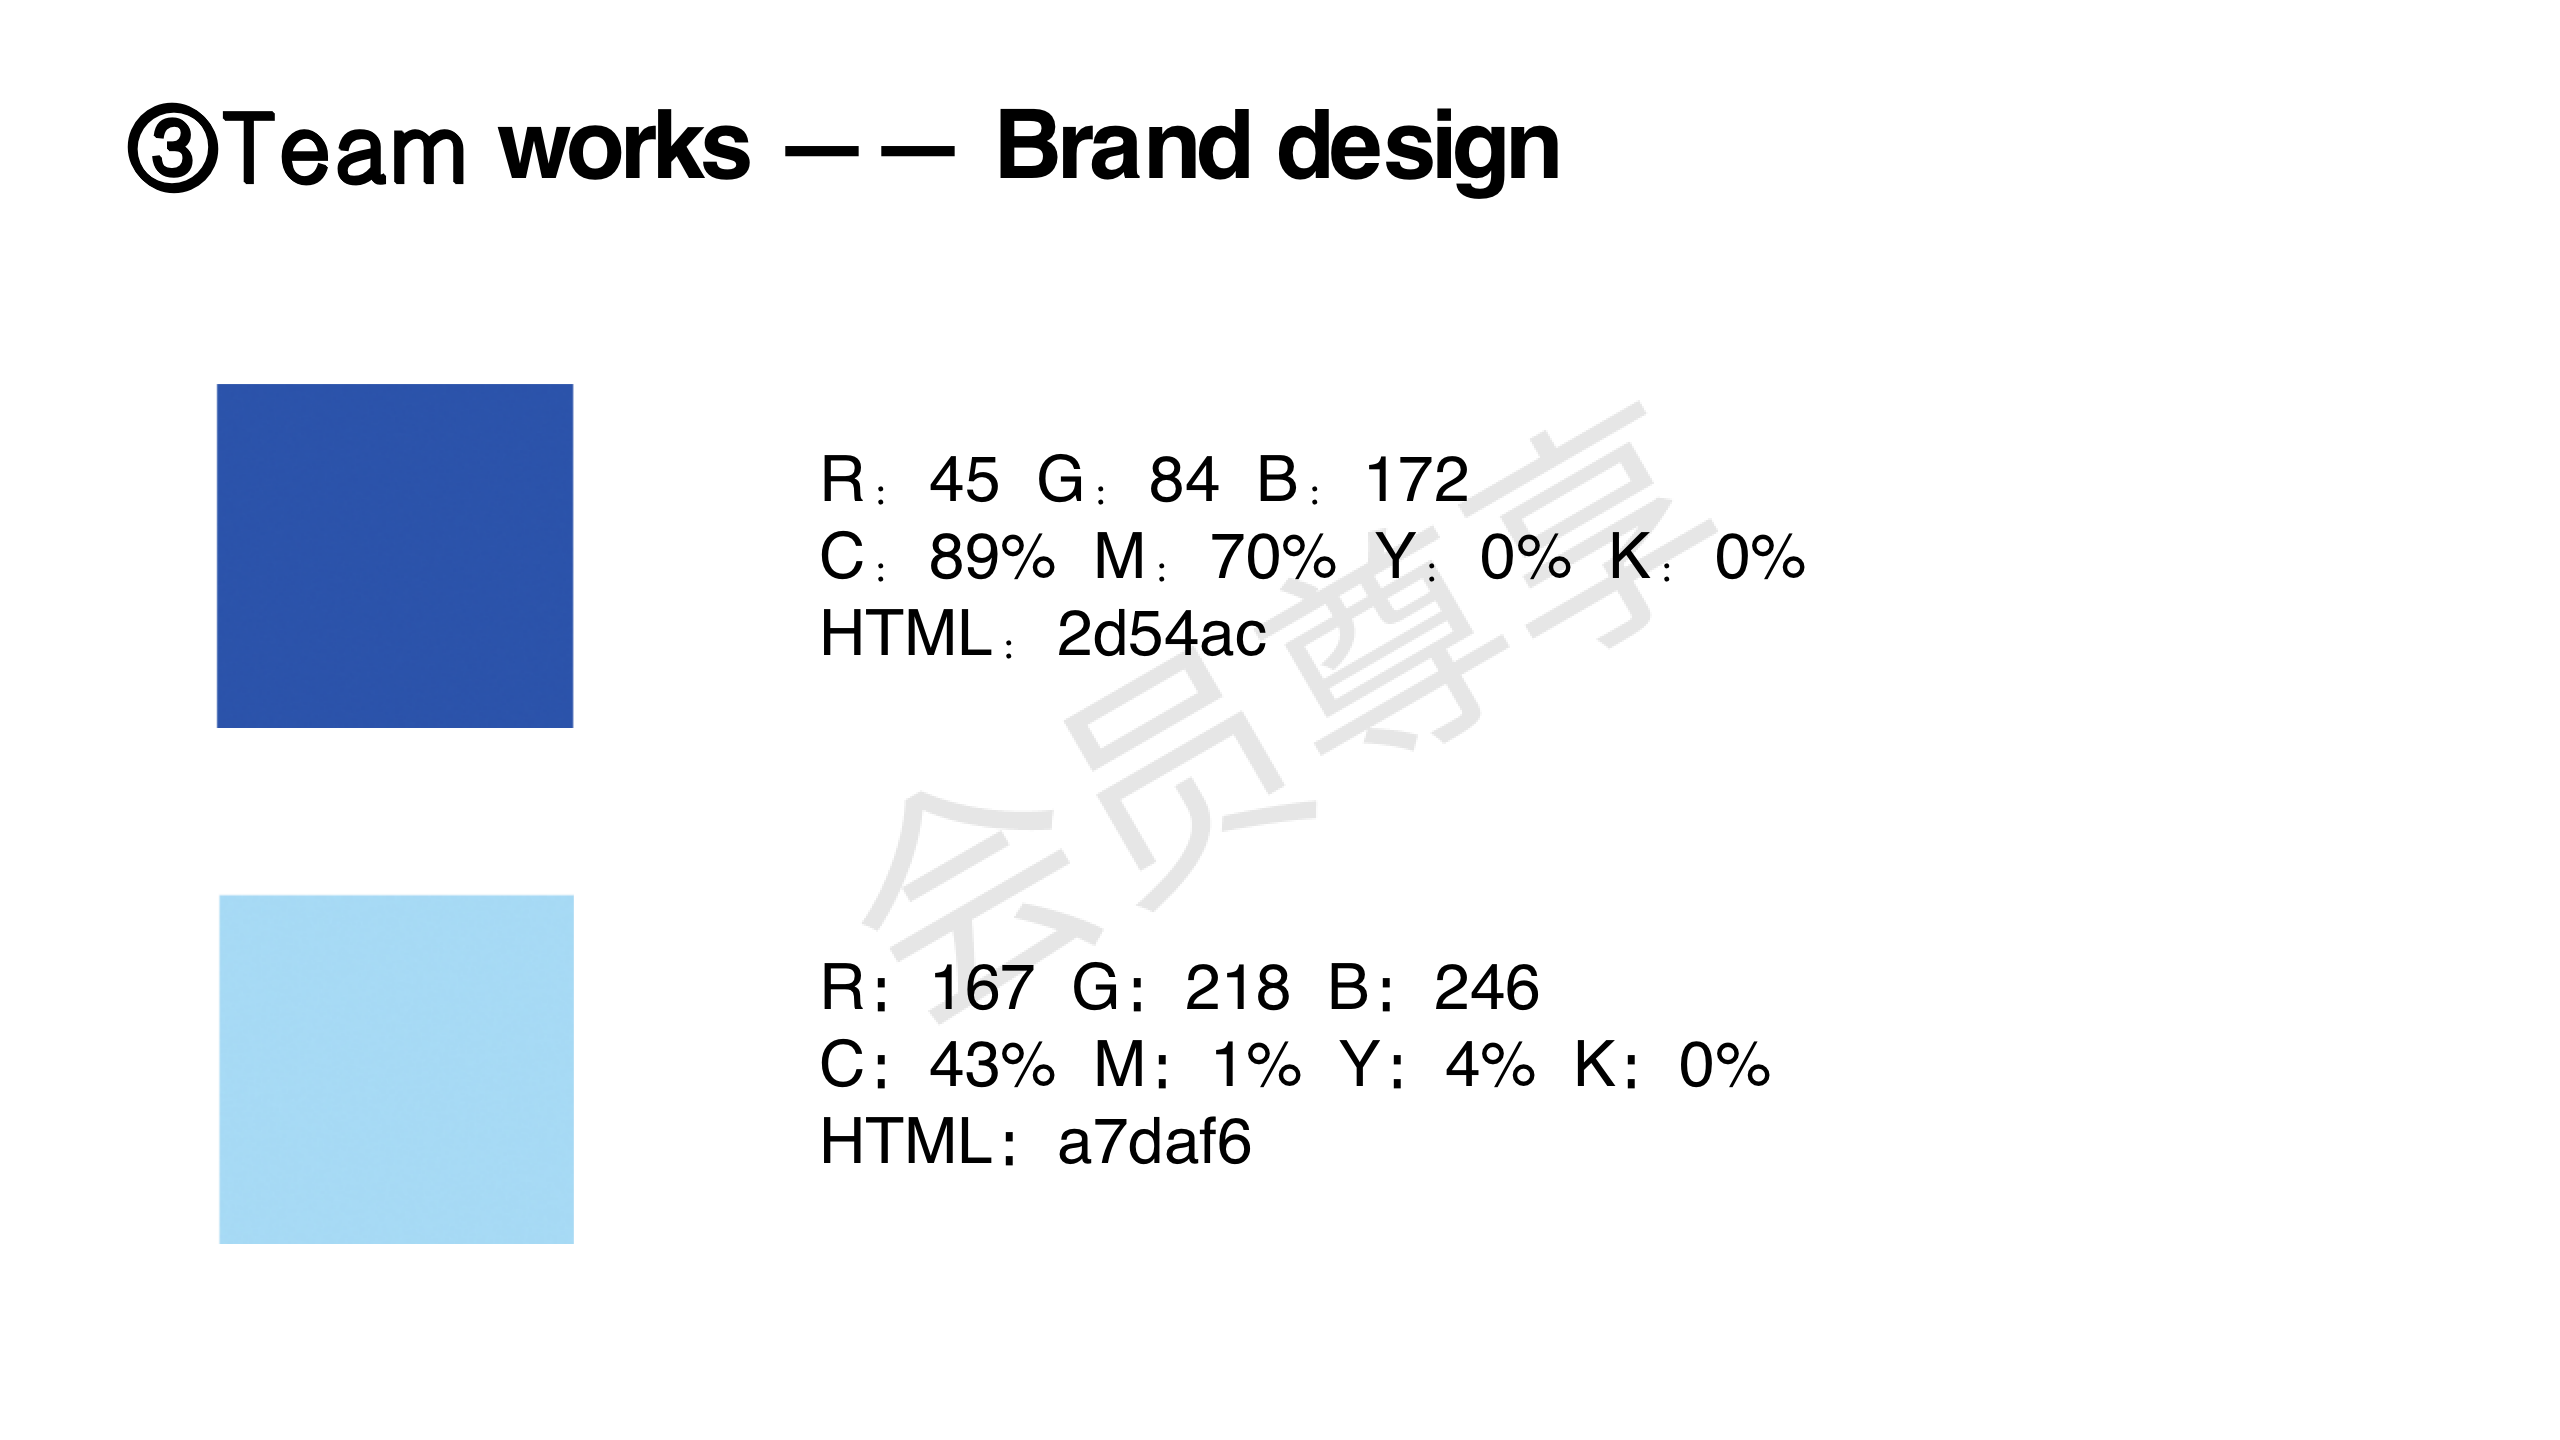 ③Team works —— Brand design
R： 45 G： 84 B： 172
C： 89% M： 70% Y： 0% K： 0%
HTML： 2d54ac
会员尊享
R： 167 G： 218 B： 246
C： 43% M： 1% Y： 4% K： 0%
HTML： a7daf6